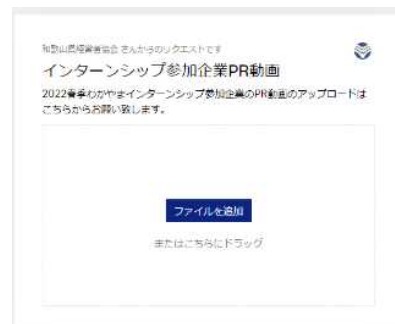 和歌山県経営者協会 さんからのリクエストです
インターンシップ参加企業PR動画
2022春季わかやまインターンシップ参加企業のPR動画のアップロードは
こちらからお願い致します。
ファイルを追加
またはこちらにドラッグ